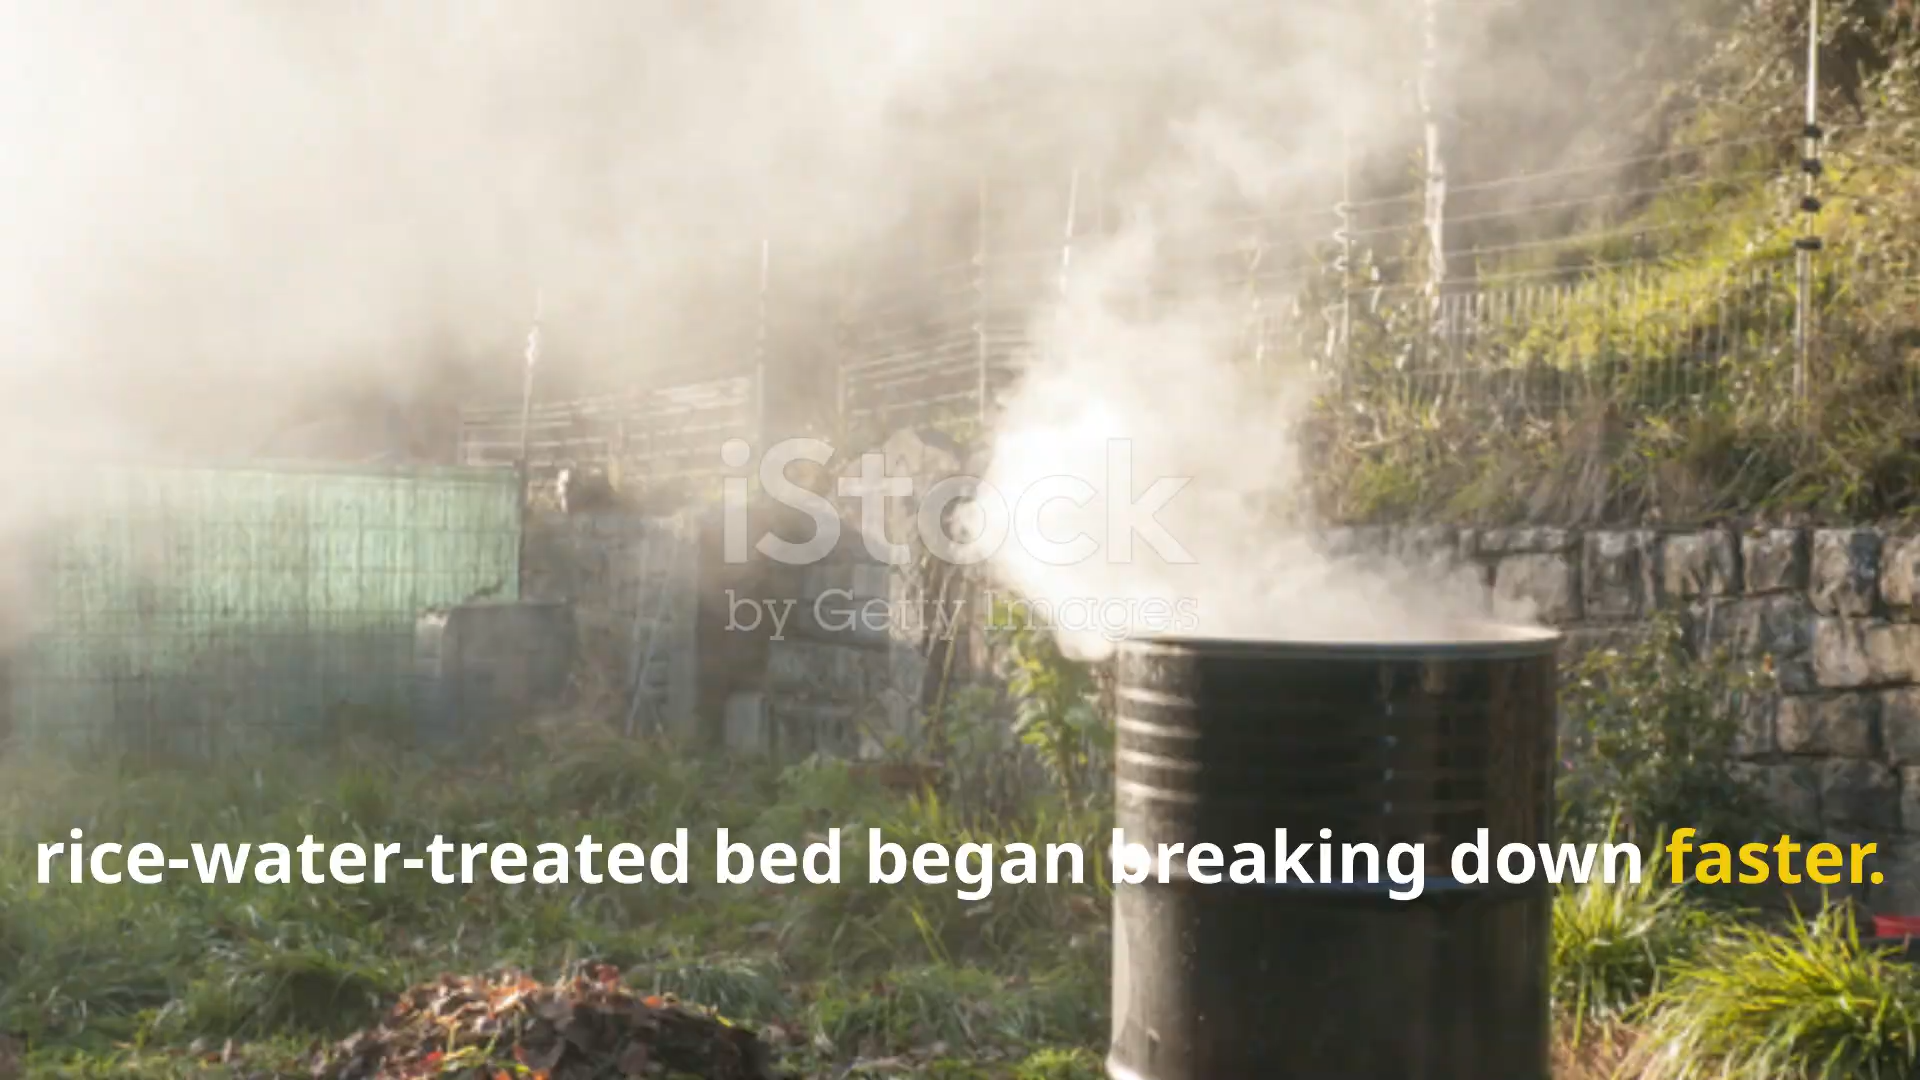 iStock
by Getty Images
rice-water-treated bed began breaking down faster.